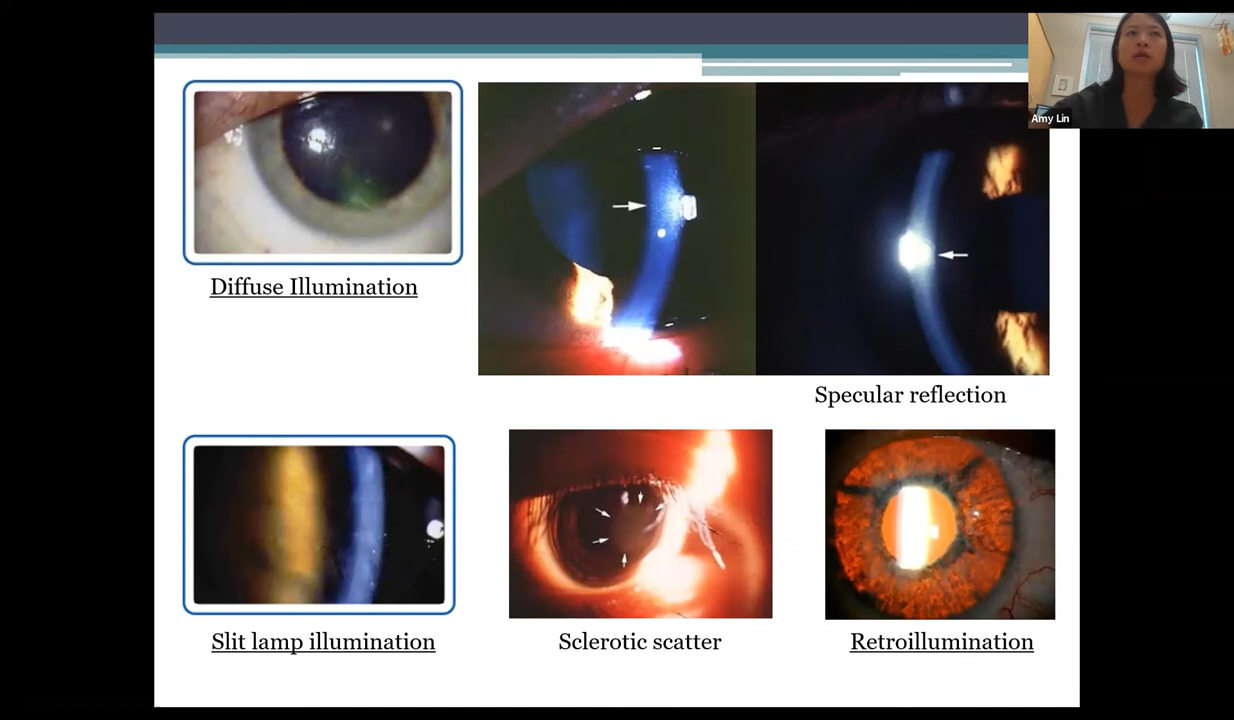 Amy Lin
Diffuse Illumination
Specular reflection
Slit lamp illumination
Sclerotic scatter
Retroillumination